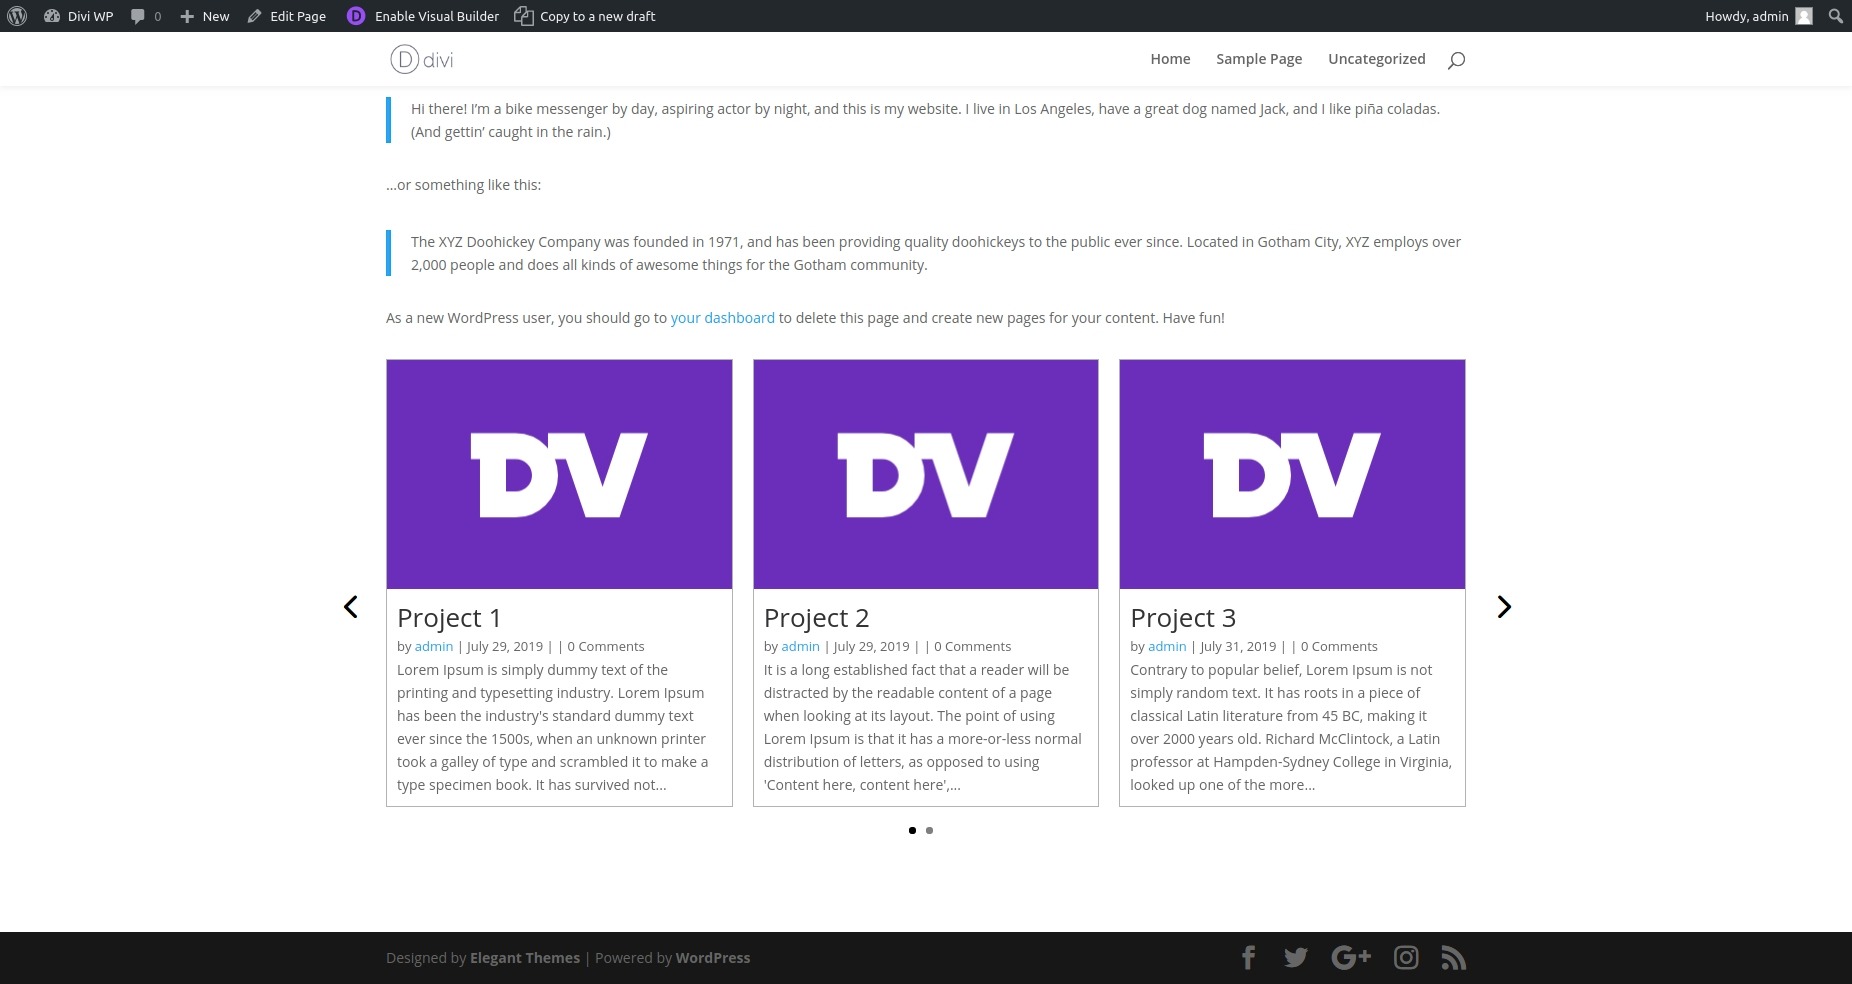 Divi WP 0 New Edit Page Enable Visual Builder Copy to a new draft Howdy, admin
divi Home Sample Page Uncategorized
Hi there! I’m a bike messenger by day, aspiring actor by night, and this is my website. I live in Los Angeles, have a great dog named Jack, and I like piña coladas.
(And gettin’ caught in the rain.)
…or something like this:
The XYZ Doohickey Company was founded in 1971, and has been providing quality doohickeys to the public ever since. Located in Gotham City, XYZ employs over
2,000 people and does all kinds of awesome things for the Gotham community.
As a new WordPress user, you should go to your dashboard to delete this page and create new pages for your content. Have fun!
DV
Project 1
by admin | July 29, 2019 | | 0 Comments
Lorem Ipsum is simply dummy text of the
printing and typesetting industry. Lorem Ipsum
has been the industry's standard dummy text
ever since the 1500s, when an unknown printer
took a galley of type and scrambled it to make a
type specimen book. It has survived not...
DV
Project 2
by admin | July 29, 2019 | | 0 Comments
It is a long established fact that a reader will be
distracted by the readable content of a page
when looking at its layout. The point of using
Lorem Ipsum is that it has a more-or-less normal
distribution of letters, as opposed to using
'Content here, content here',...
DV
Project 3
by admin | July 31, 2019 | | 0 Comments
Contrary to popular belief, Lorem Ipsum is not
simply random text. It has roots in a piece of
classical Latin literature from 45 BC, making it
over 2000 years old. Richard McClintock, a Latin
professor at Hampden-Sydney College in Virginia,
looked up one of the more...
Designed by Elegant Themes | Powered by WordPress